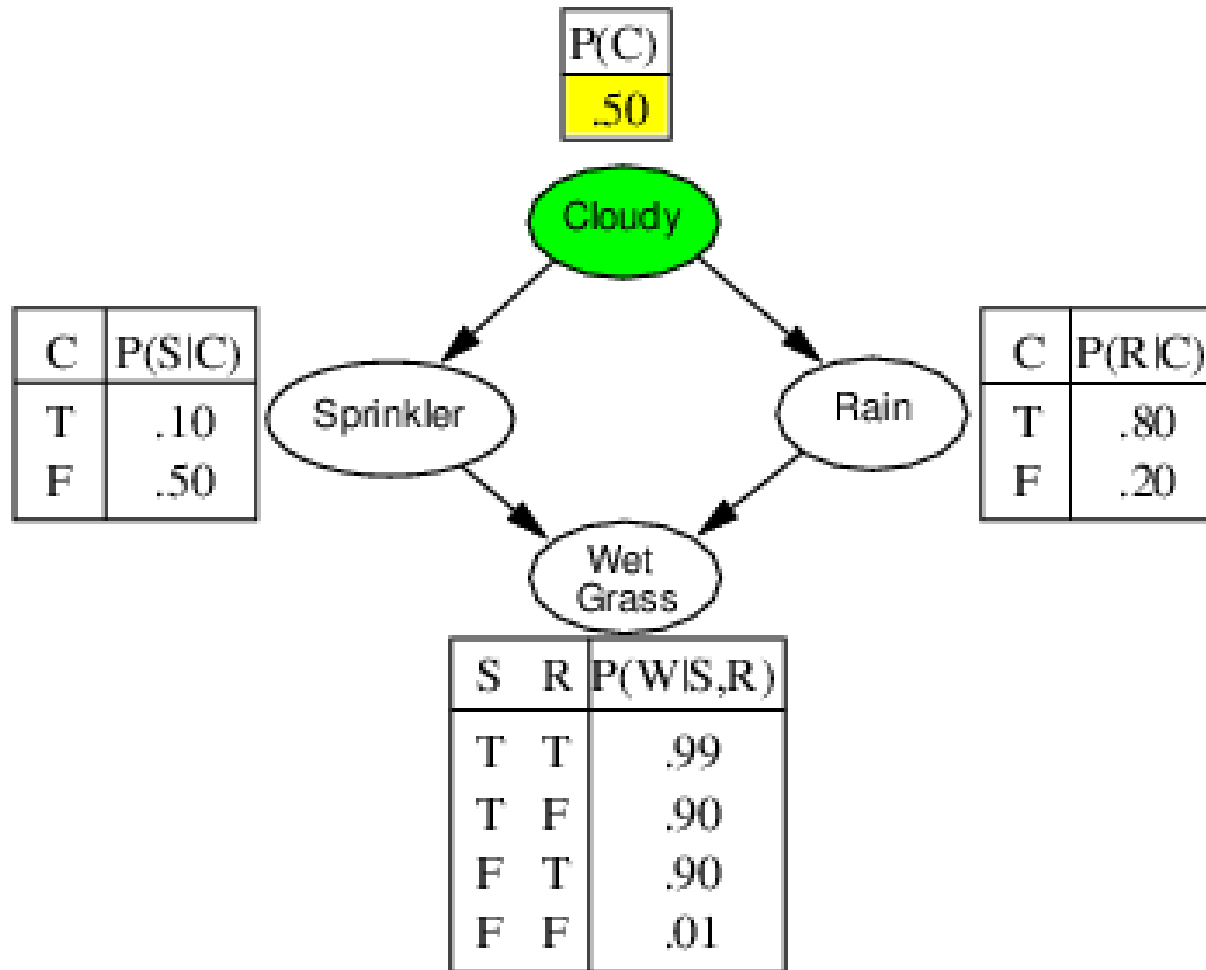 P(C)
.50
Cloudy
C P(S|C)
T .10
F .50
Sprinkler
Rain
C P(R|C)
T .80
F .20
Wet
Grass
S R P(W|S,R)
T T .99
T F .90
F T .90
F F .01